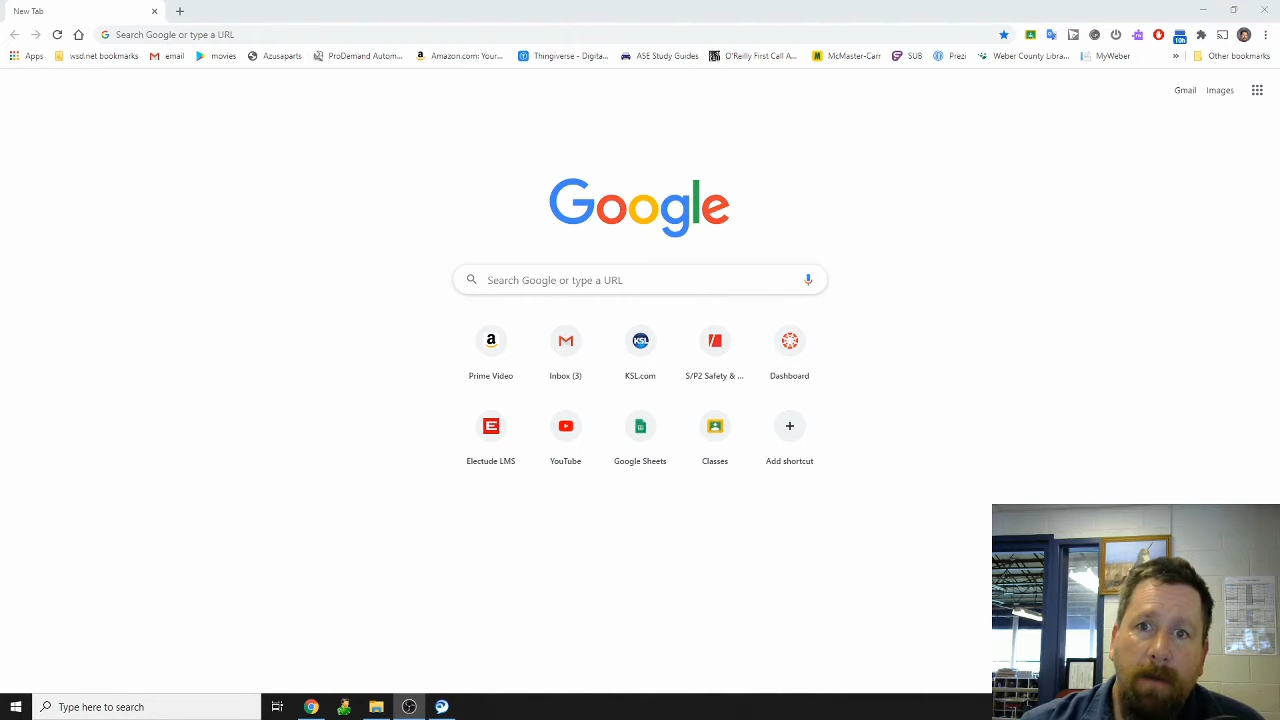 New Tab
Search Google or type a URL
10h
Apps wsd.net bookmarks email movies Azusaparts ProDemand Autom... Amazon.com: Your... Thingiverse - Digita... ASE Study Guides O'Reilly First Call A... McMaster-Carr SUB Prezi Weber County Libra... MyWeber » Other bookmarks
Gmail Images
Google
Search Google or type a URL
Prime Video Inbox (3) KSL.com S/P2 Safety & ... Dashboard
Electude LMS YouTube Google Sheets Classes Add shortcut
Type here to search